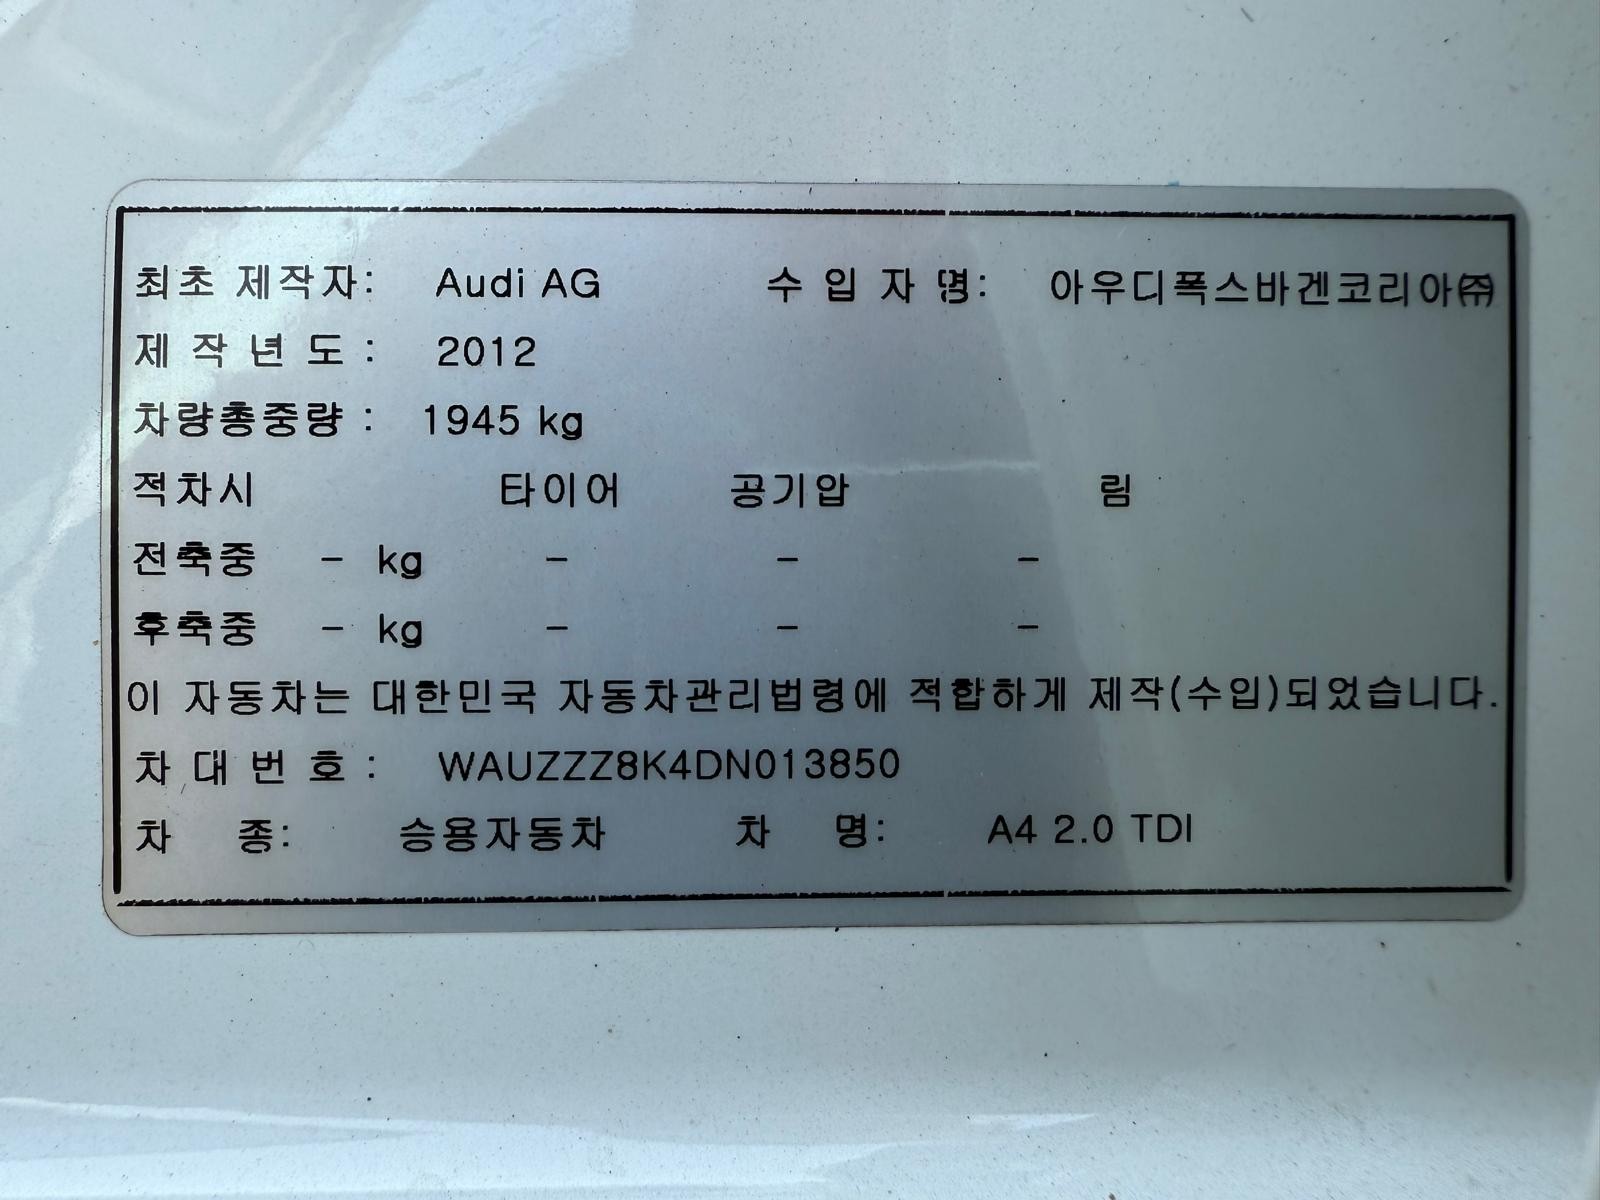 최초 제작자: Audi AG 수 입 자 명: 아우디폭스바겐코리아㈜
제 작 년 도 : 2012
차량총중량 : 1945 kg
적차시 타이어 공기압 림
전축중 - kg - - -
후축중 - kg - - -
이 자동차는 대한민국 자동차관리법령에 적합하게 제작(수입)되었습니다.
차 대 번 호 : WAUZZZ8K4DN013850
차 종: 승용자동차 차 명: A4 2.0 TDI